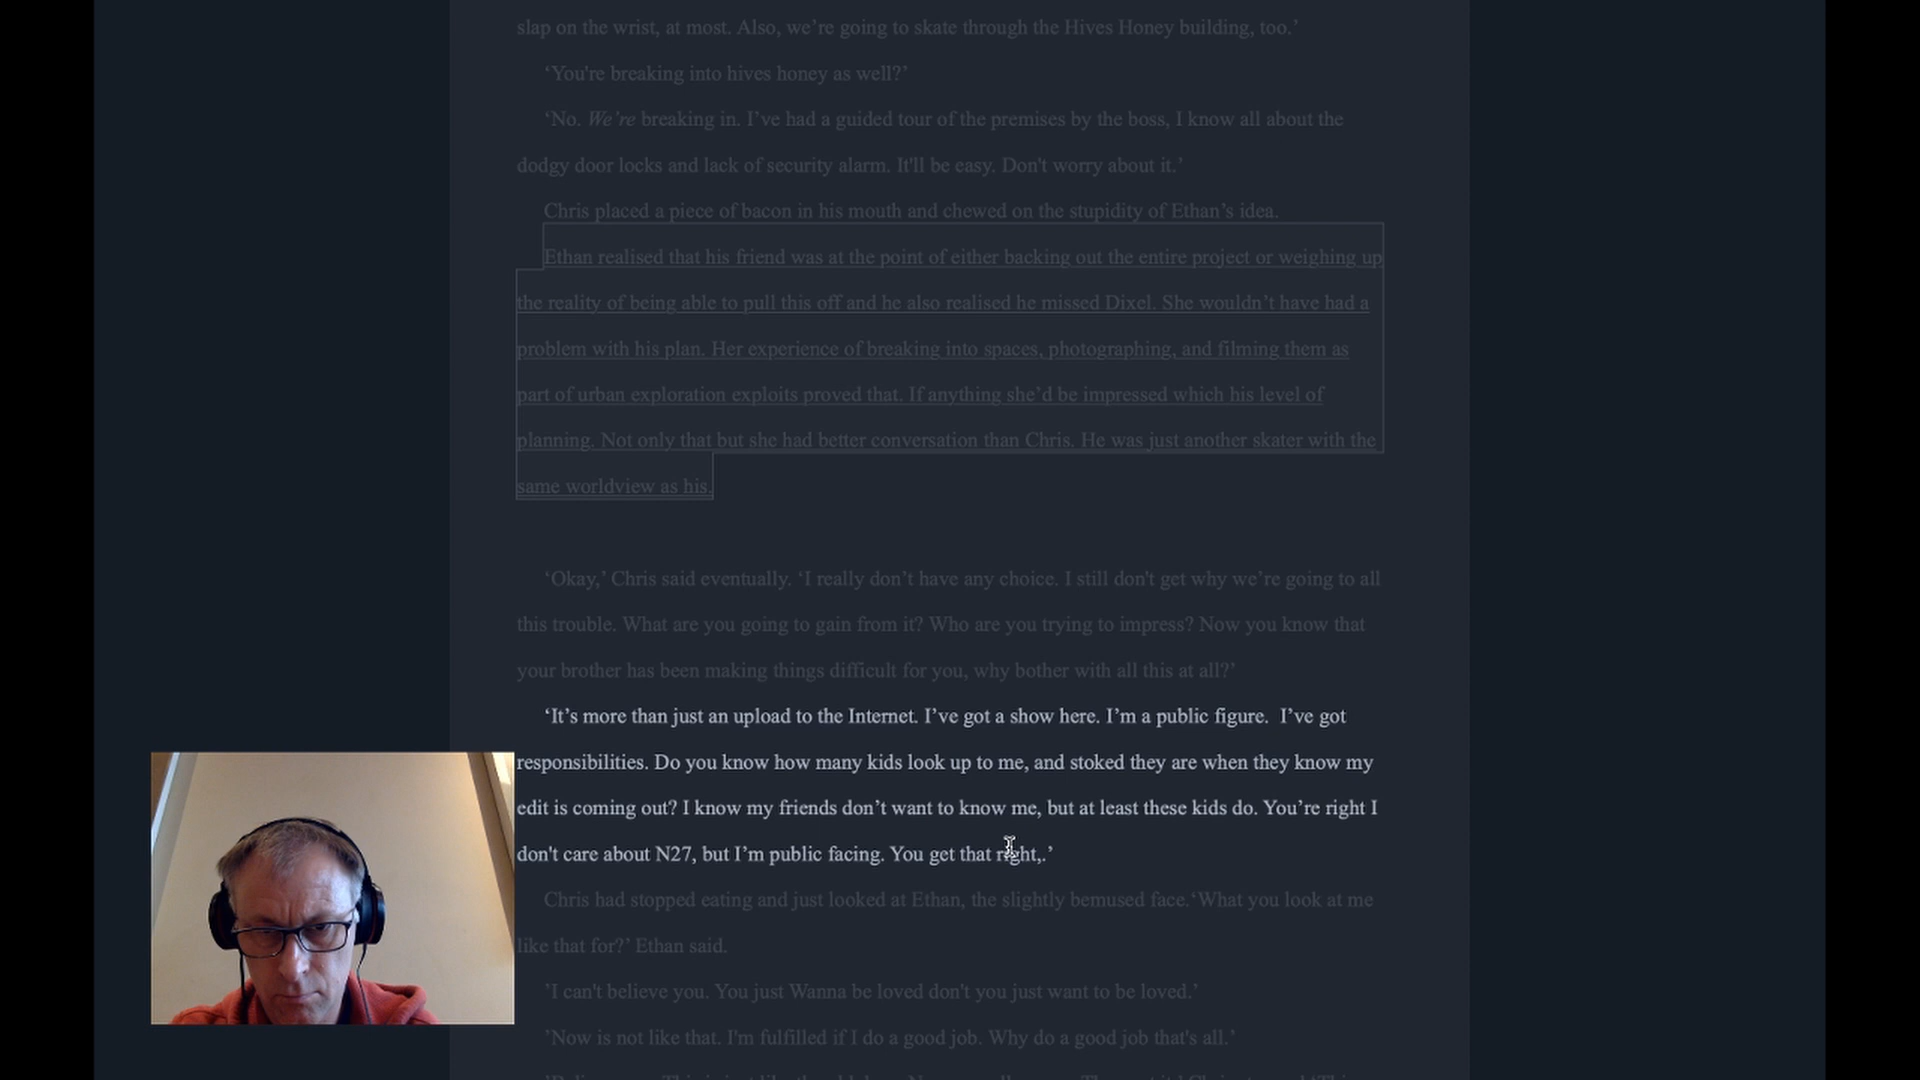 slap on the wrist, at most. Also, we’re going to skate through the Hives Honey building, too.’
‘You're breaking into hives honey as well?’
‘No. We’re breaking in. I’ve had a guided tour of the premises by the boss, I know all about the
dodgy door locks and lack of security alarm. It'll be easy. Don't worry about it.’
Chris placed a piece of bacon in his mouth and chewed on the stupidity of Ethan’s idea.
Ethan realised that his friend was at the point of either backing out the entire project or weighing up
the reality of being able to pull this off and he also realised he missed Dixel. She wouldn’t have had a
problem with his plan. Her experience of breaking into spaces, photographing, and filming them as
part of urban exploration exploits proved that. If anything she’d be impressed which his level of
planning. Not only that but she had better conversation than Chris. He was just another skater with the
same worldview as his.
‘Okay,’ Chris said eventually. ‘I really don’t have any choice. I still don't get why we’re going to all
this trouble. What are you going to gain from it? Who are you trying to impress? Now you know that
your brother has been making things difficult for you, why bother with all this at all?’
‘It’s more than just an upload to the Internet. I’ve got a show here. I’m a public figure.  I’ve got
responsibilities. Do you know how many kids look up to me, and stoked they are when they know my
edit is coming out? I know my friends don’t want to know me, but at least these kids do. You’re right I
don't care about N27, but I’m public facing. You get that right,.’
Chris had stopped eating and just looked at Ethan, the slightly bemused face.‘What you look at me
like that for?’ Ethan said.
’I can't believe you. You just Wanna be loved don't you just want to be loved.’
’Now is not like that. I'm fulfilled if I do a good job. Why do a good job that's all.’